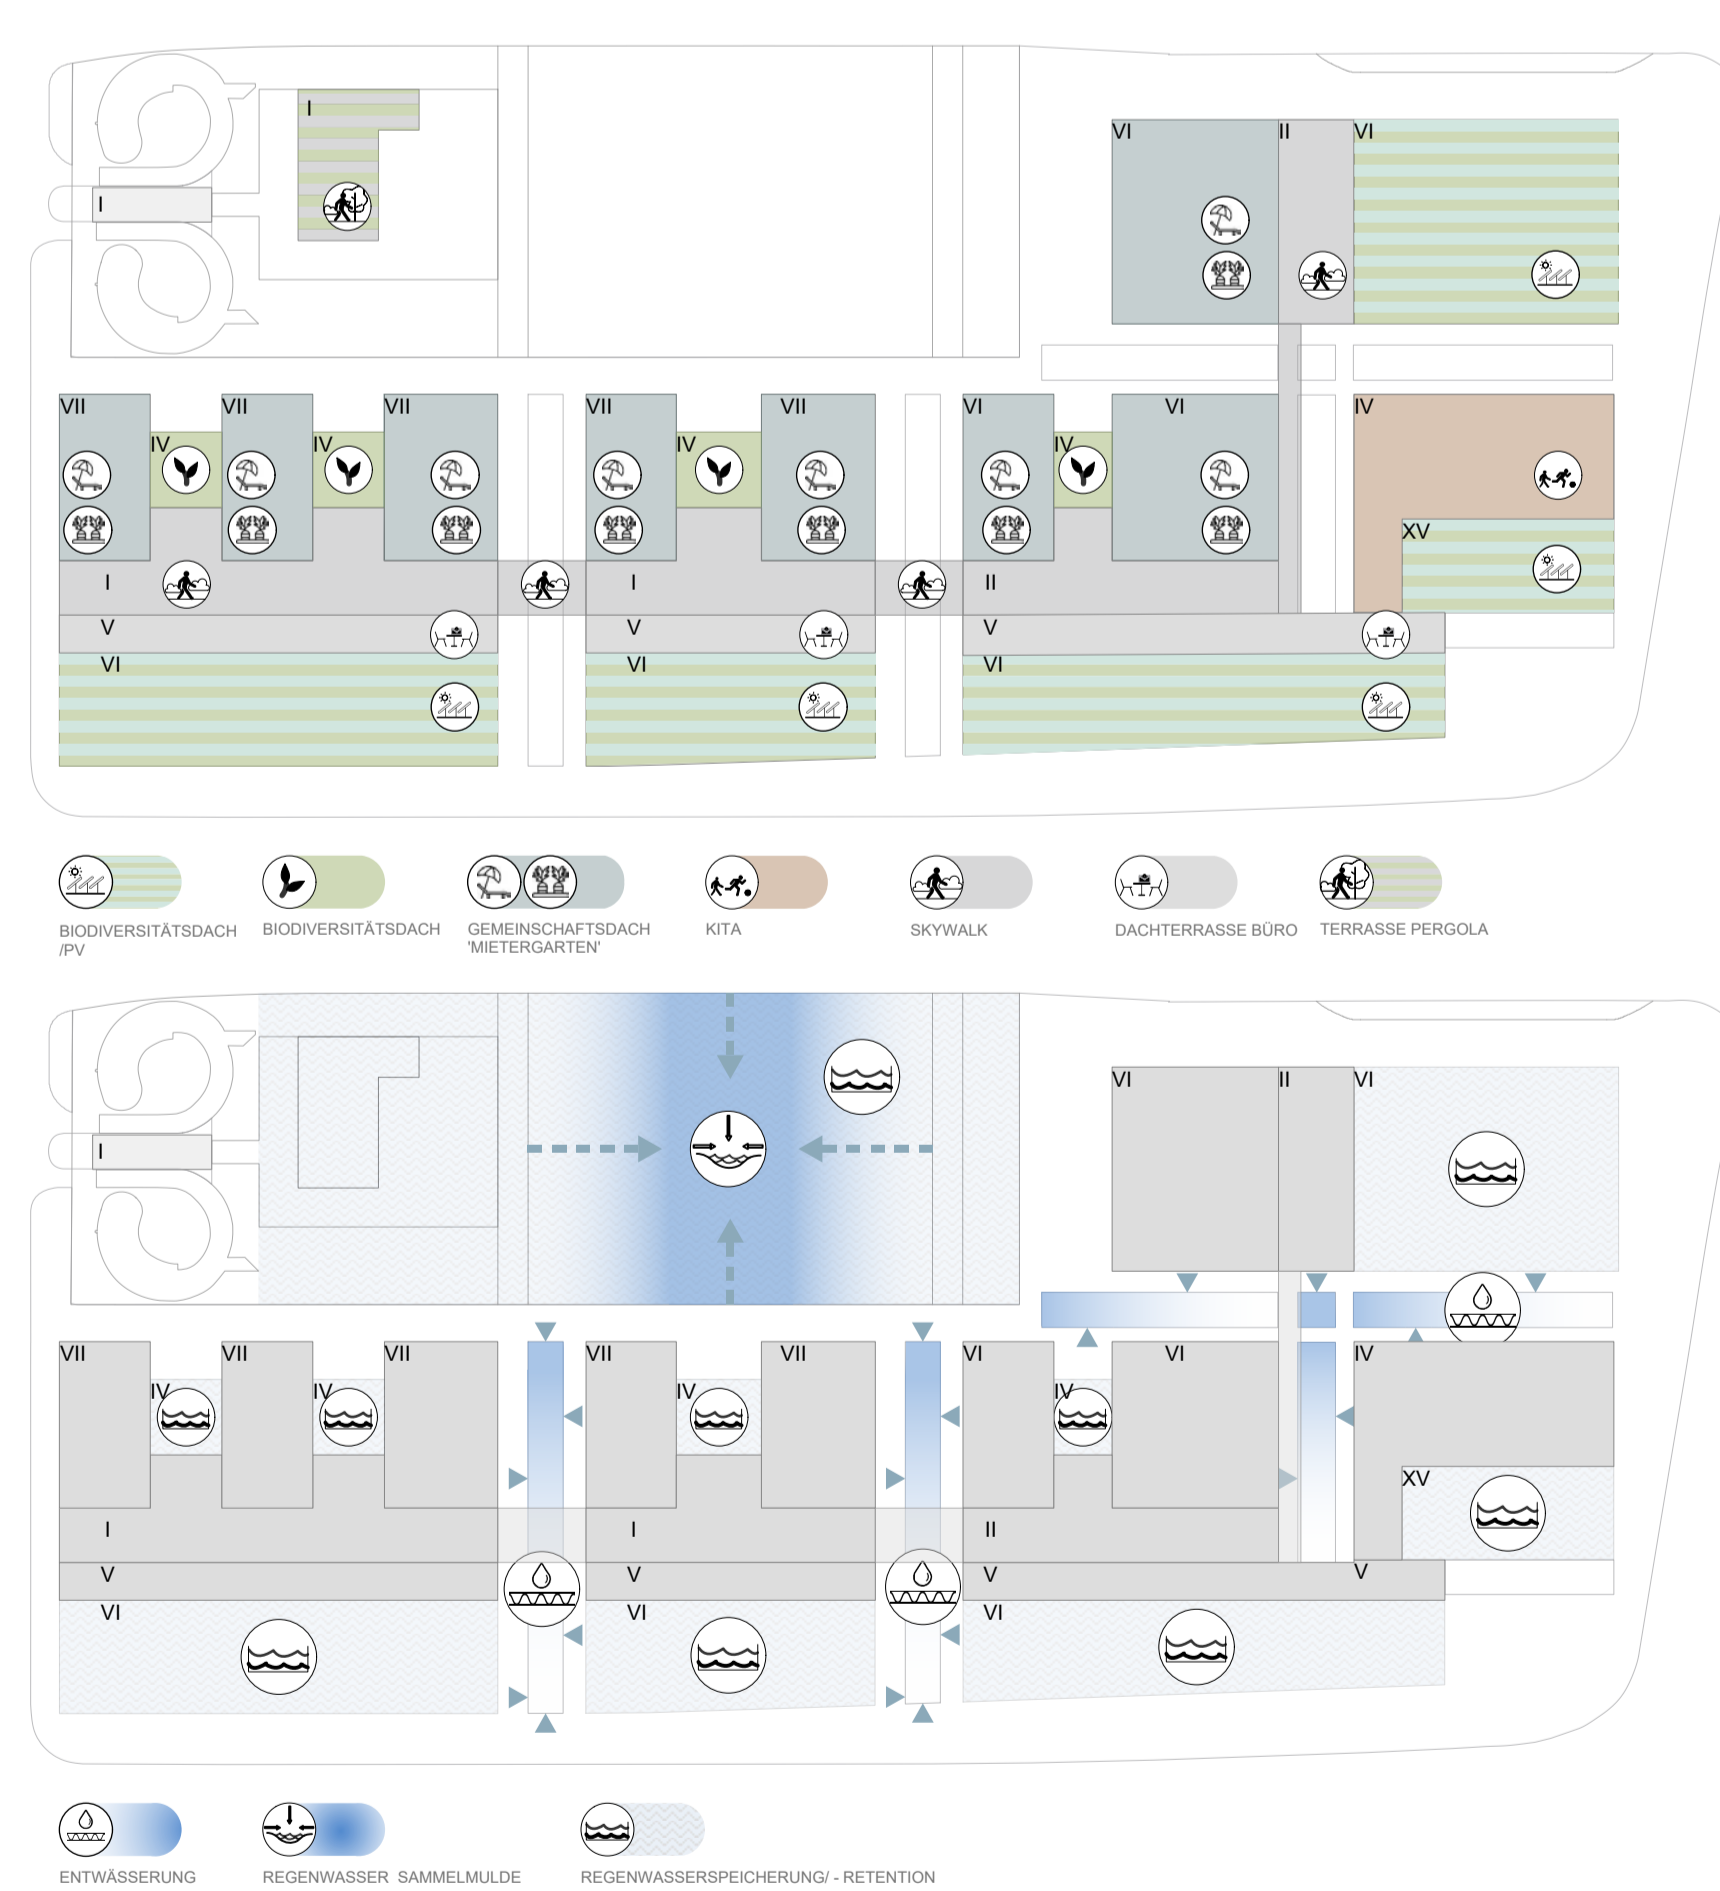 I
VI
II
VI
I
VII
VII
VII
VII
VII
VI
VI
IV
IV
IV
IV
IV
XV
I
I
II
V
V
V
VI
VI
VI
BIODIVERSITÄTSDACH
/PV
BIODIVERSITÄTSDACH
GEMEINSCHAFTSDACH
'MIETERGARTEN'
KITA
SKYWALK
DACHTERRASSE BÜRO
TERRASSE PERGOLA
VI
II
VI
I
VII
VII
VII
VII
VII
VI
VI
IV
IV
IV
IV
IV
XV
I
I
II
V
V
V
V
VI
VI
VI
ENTWÄSSERUNG
REGENWASSER SAMMELMULDE
REGENWASSERSPEICHERUNG/ - RETENTION